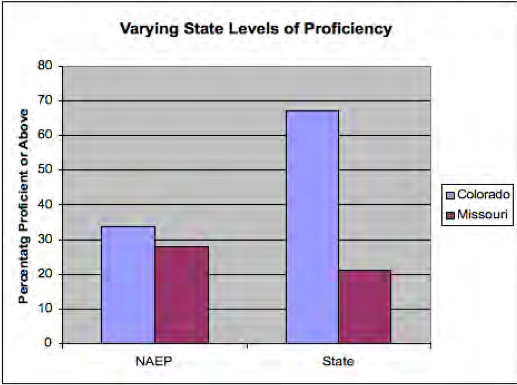 Varying State Levels of Proficiency
Percentatg Proficient or Above
80
70
60
50
40
30
20
10
0
NAEP
State
Colorado
Missouri